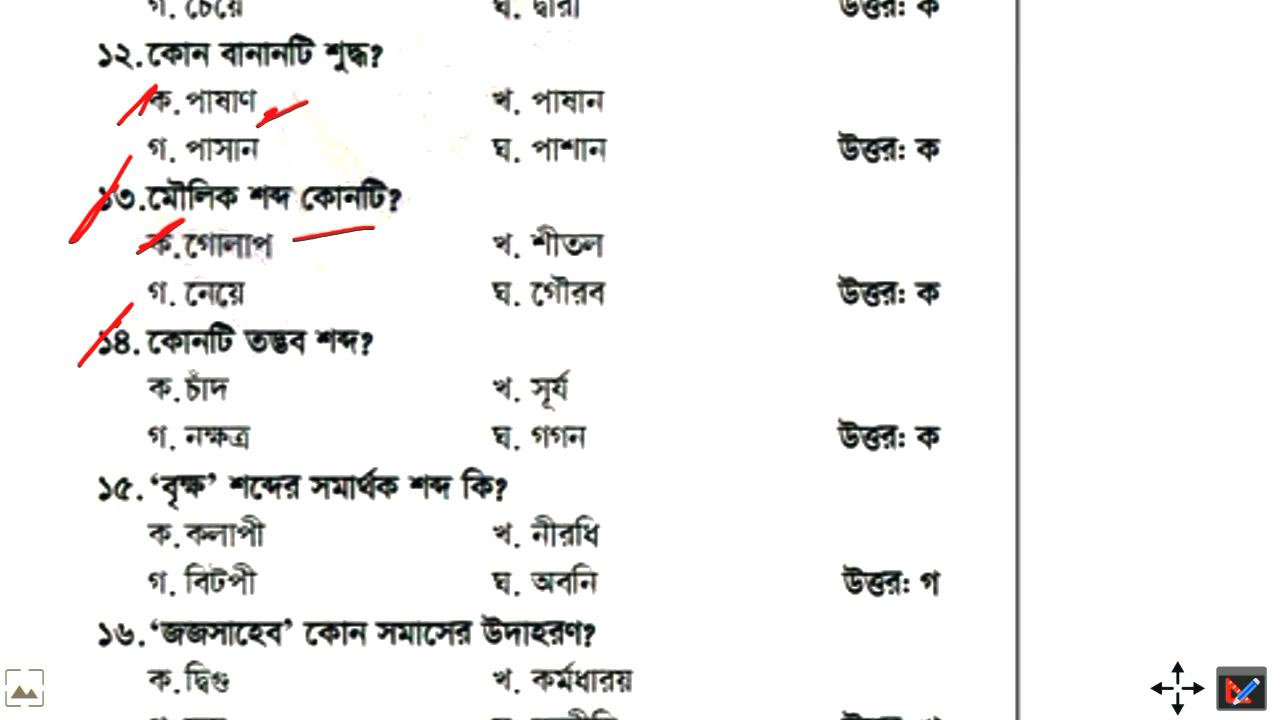 গ. চেয়ে ঘ. দ্বারা উত্তর: ক
১২. কোন বানানটি শুদ্ধ?
ক. পাষাণ খ. পাষান
গ. পাসান ঘ. পাশান উত্তর: ক
১৩. মৌলিক শব্দ কোনটি?
ক. গোলাপ খ. শীতল
গ. নেয়ে ঘ. গৌরব উত্তর: ক
১৪. কোনটি তদ্ভব শব্দ?
ক. চাঁদ খ. সূর্য
গ. নক্ষত্র ঘ. গগন উত্তর: ক
১৫. ‘বৃক্ষ’ শব্দের সমার্থক শব্দ কি?
ক. কলাপী খ. নীরধি
গ. বিটপী ঘ. অবনি উত্তর: গ
১৬. ‘জজসাহেব’ কোন সমাসের উদাহরণ?
ক. দ্বিগু খ. কর্মধারয়